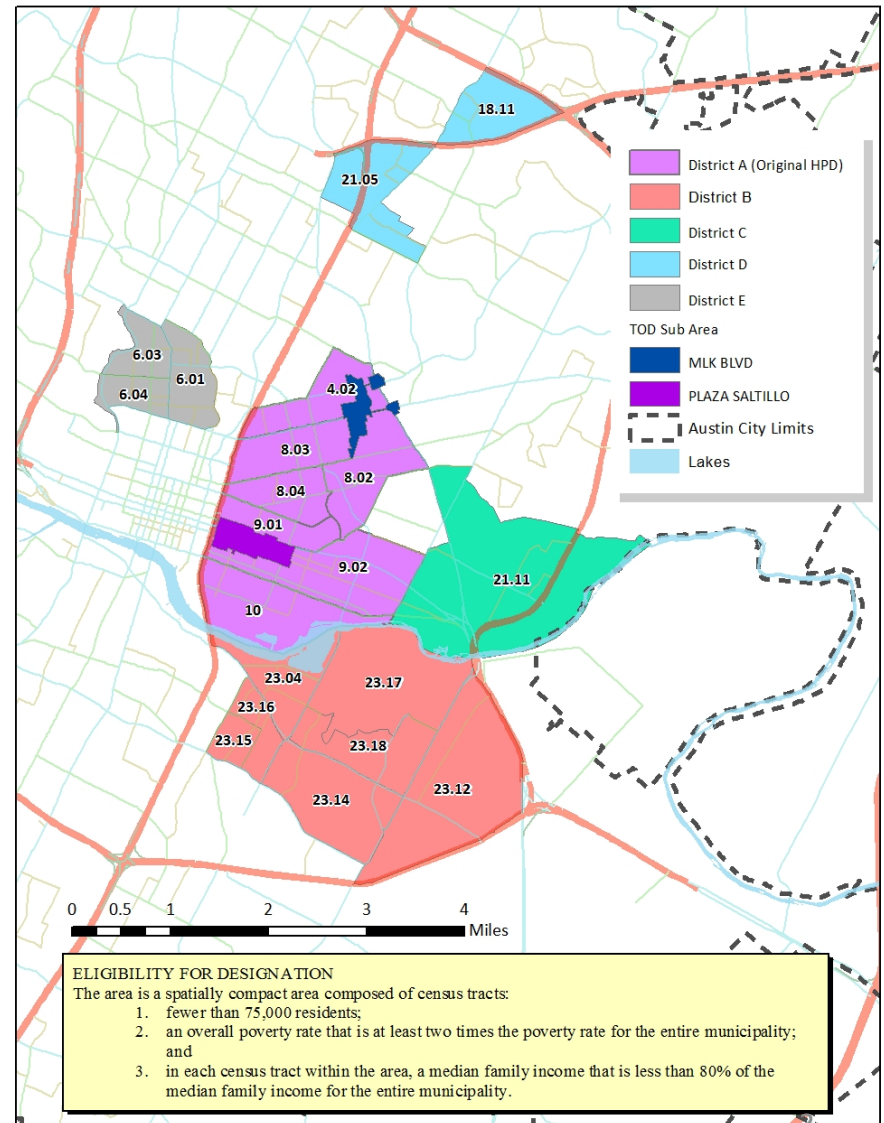 18.11
21.05
District A (Original HPD)
District B
District C
District D
District E
TOD Sub Area
MLK BLVD
PLAZA SALTILLO
Austin City Limits
Lakes
6.03
6.01
6.04
4.02
8.03
8.02
8.04
9.01
9.02
21.11
10
23.04
23.17
23.16
23.15
23.18
23.12
23.14
0 0.5 1 2 3 4
Miles
ELIGIBILITY FOR DESIGNATION
The area is a spatially compact area composed of census tracts:
1. fewer than 75,000 residents;
2. an overall poverty rate that is at least two times the poverty rate for the entire municipality;
and
3. in each census tract within the area, a median family income that is less than 80% of the
median family income for the entire municipality.